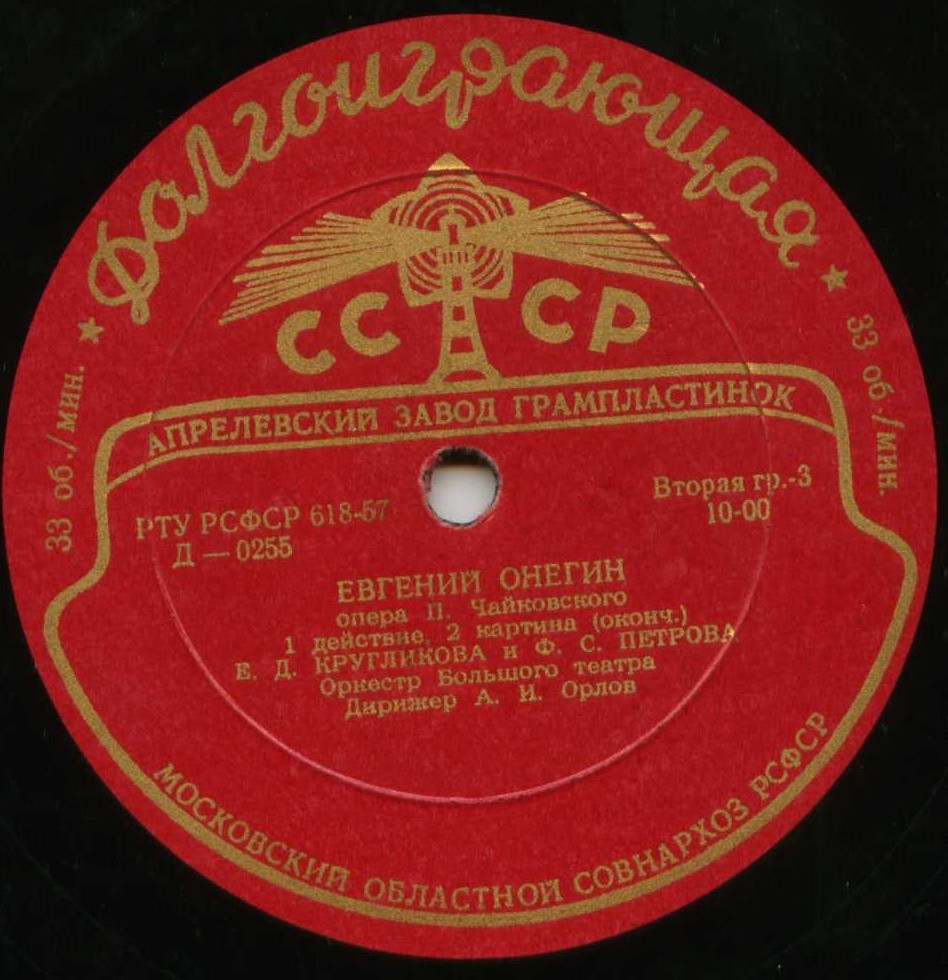 Долгоиграющая
СССР
33 об./мин.
33 об./мин.
АПРЕЛЕВСКИЙ ЗАВОД ГРАМПЛАСТИНОК
РТУ РСФСР 618-57
Д — 0255
Вторая гр.-3
10-00
ЕВГЕНИЙ ОНЕГИН
опера П. Чайковского
1 действие, 2 картина (оконч.)
Е. Д. КРУГЛИКОВА и Ф. С. ПЕТРОВА
Оркестр Большого театра
Дирижер А. И. Орлов
МОСКОВСКИЙ ОБЛАСТНОЙ СОВНАРХОЗ РСФСР